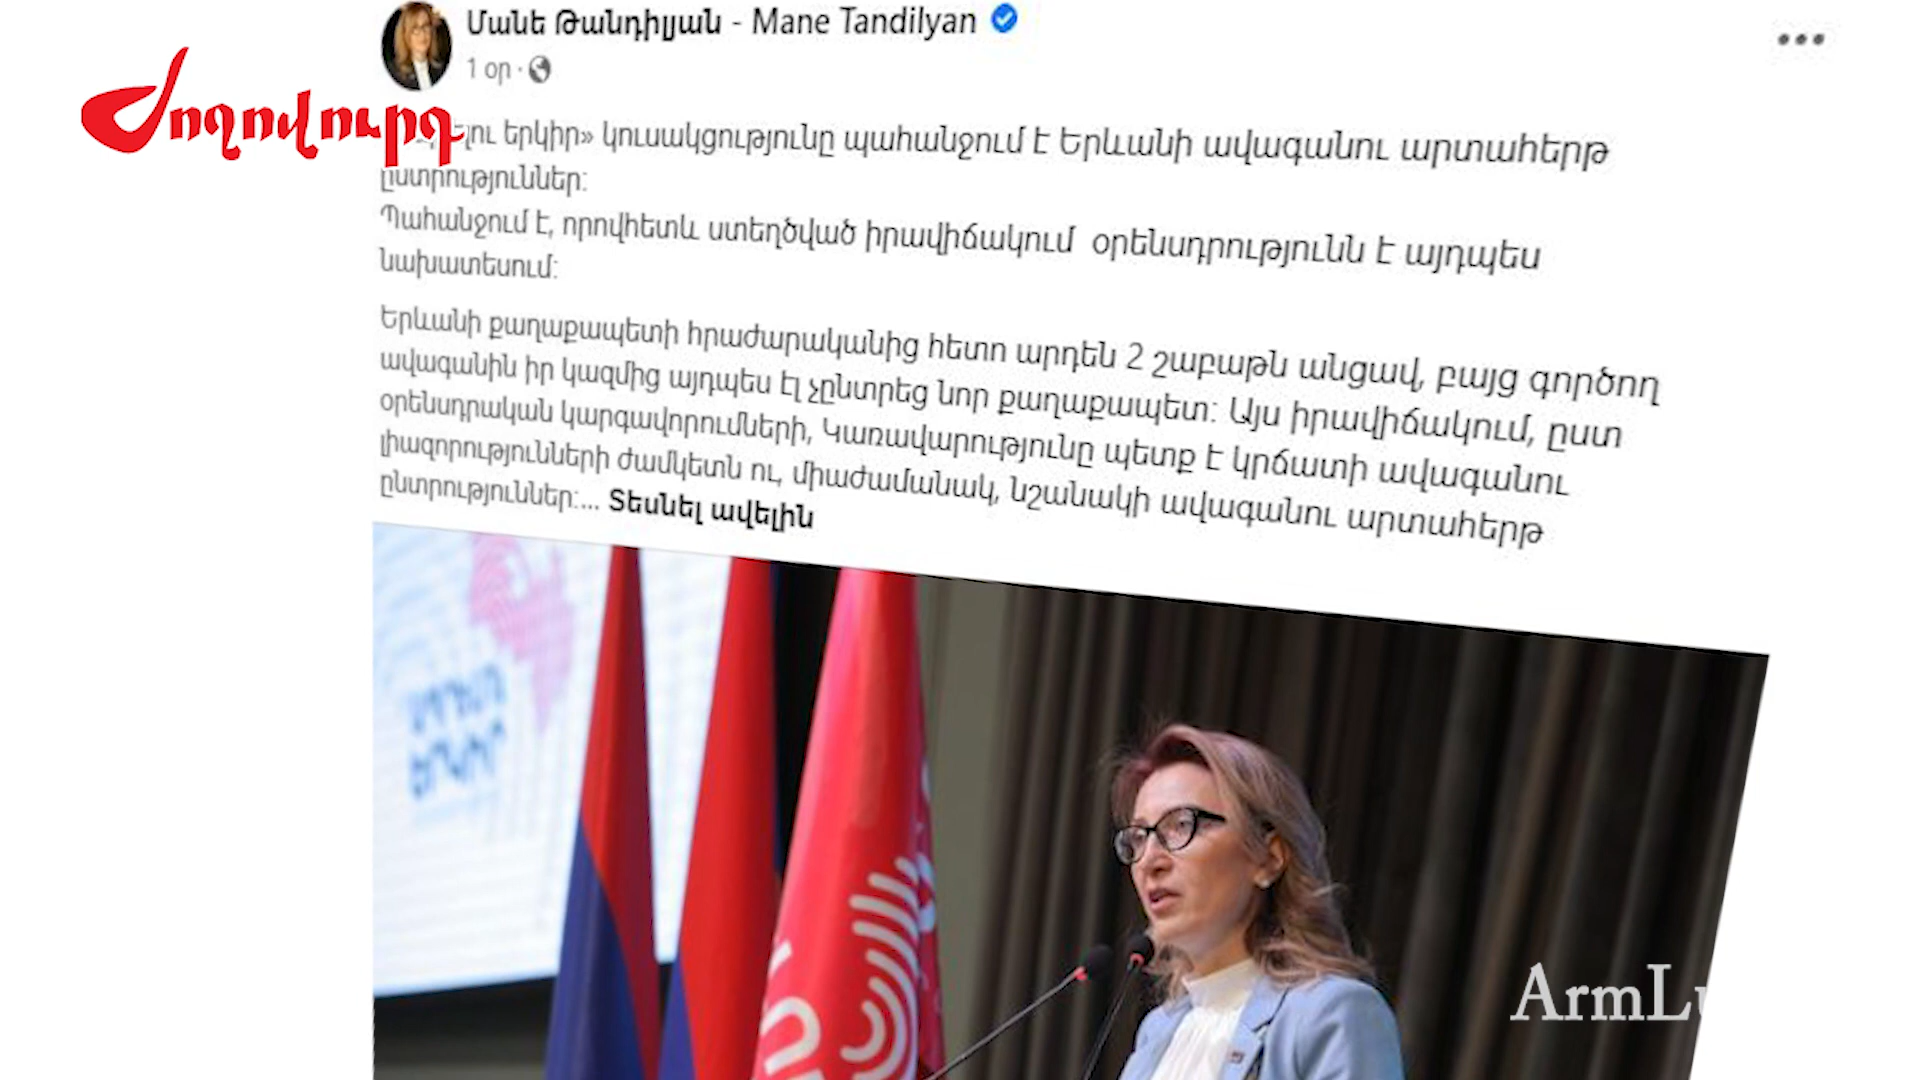 Մանե Թանդիլյան - Mane Tandilyan
1 օր ·
Ժողովուրդ
երկիր» կուսակցությունը պահանջում է Երևանի ավագանու արտահերթ
ընտրություններ:
Պահանջում է, որովհետև ստեղծված իրավիճակում օրենսդրությունն է այդպես
նախատեսում:
Երևանի քաղաքապետի հրաժարականից հետո արդեն 2 շաբաթն անցավ, բայց գործող
ավագանին իր կազմից այդպես էլ չընտրեց նոր քաղաքապետ: Այս իրավիճակում, ըստ
օրենսդրական կարգավորումների, Կառավարությունը պետք է կրճատի ավագանու
լիազորությունների ժամկետն ու, միաժամանակ, նշանակի ավագանու արտահերթ
ընտրություններ:... Տեսնել ավելին
ԱՊՐԵԼՈՒ
ԵՐԿԻՐ